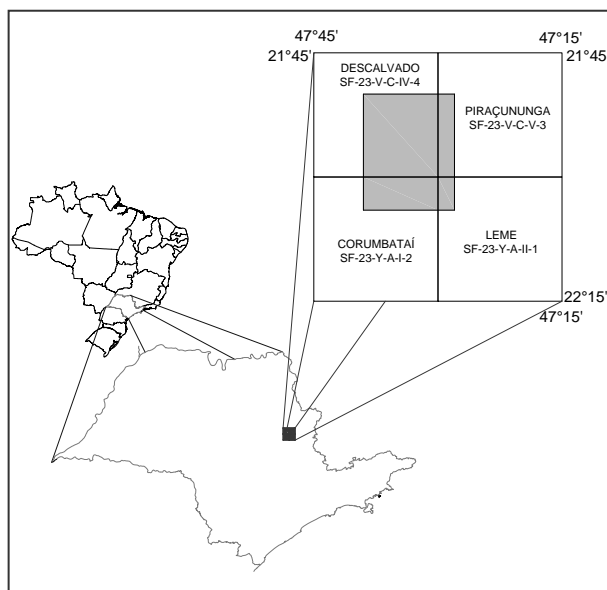 47°45'
47°15'
21°45'
21°45'
DESCALVADO
SF-23-V-C-IV-4
PIRAÇUNUNGA
SF-23-V-C-V-3
CORUMBATAÍ
SF-23-Y-A-I-2
LEME
SF-23-Y-A-II-1
22°15'
47°15'